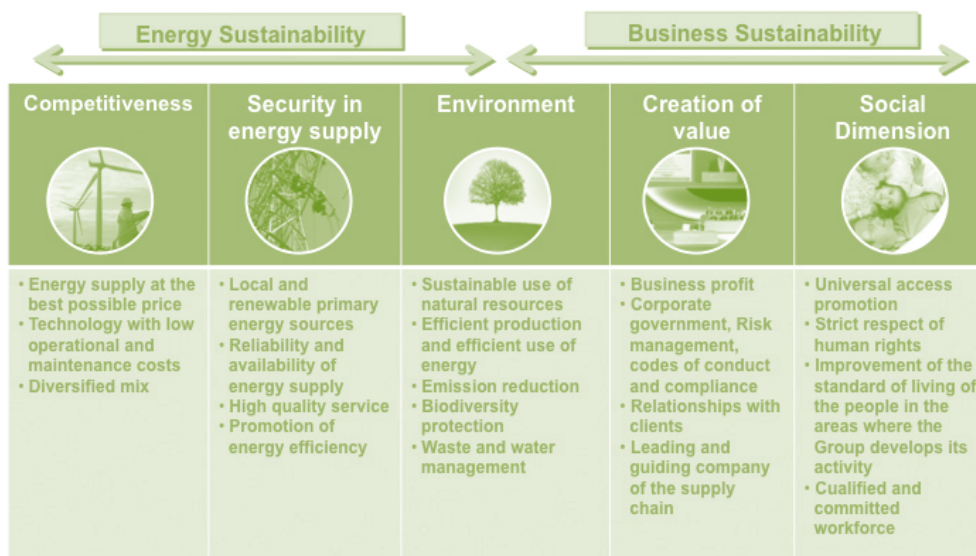 Energy Sustainability
Business Sustainability
Competitiveness
Security in
energy supply
Environment
Creation of
value
Social
Dimension
• Energy supply at the
best possible price
• Technology with low
operational and
maintenance costs
• Diversified mix
• Local and
renewable primary
energy sources
• Reliability and
availability of
energy supply
• High quality service
• Promotion of
energy efficiency
• Sustainable use of
natural resources
• Efficient production
and efficient use of
energy
• Emission reduction
• Biodiversity
protection
• Waste and water
management
• Business profit
• Corporate
government, Risk
management,
codes of conduct
and compliance
• Relationships with
clients
• Leading and
guiding company
of the supply
chain
• Universal access
promotion
• Strict respect of
human rights
• Improvement of the
standard of living of
the people in the
areas where the
Group develops its
activity
• Cualified and
committed
workforce